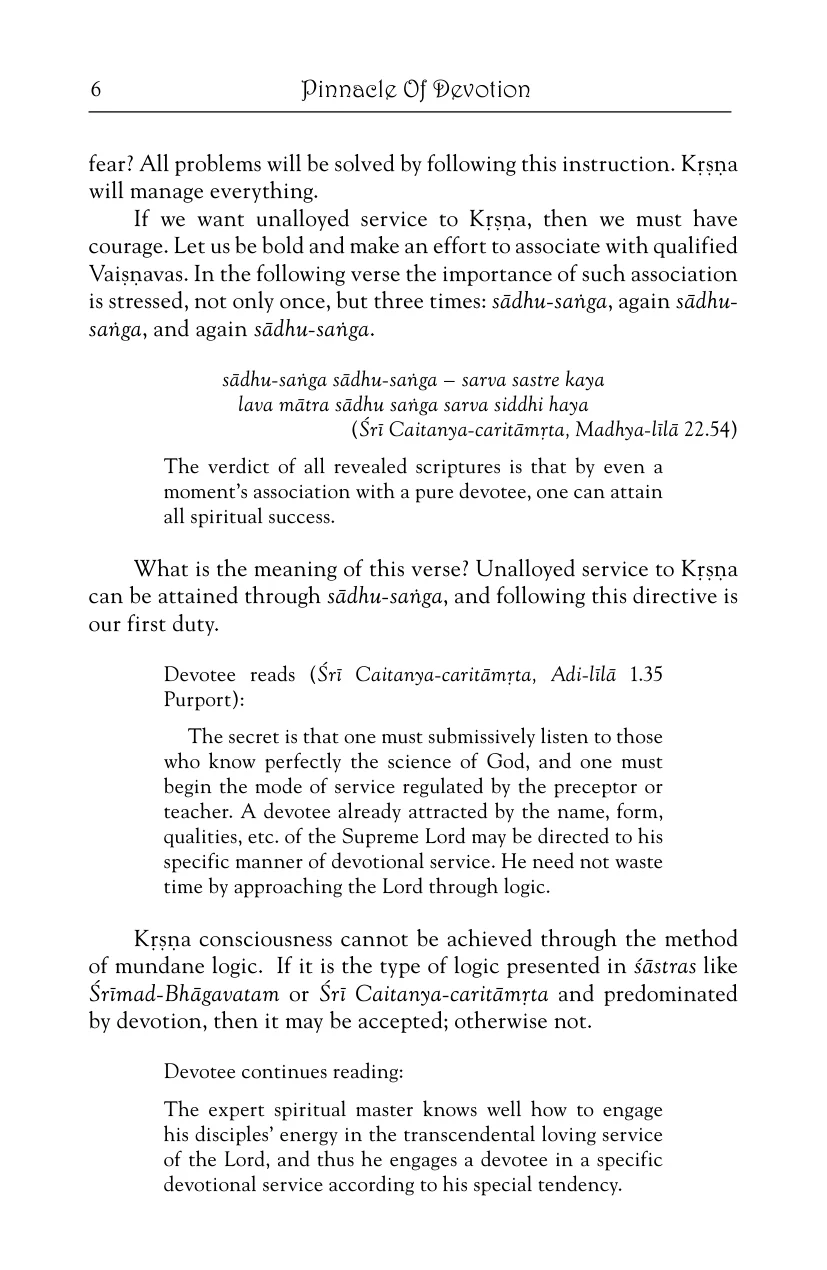 6
Pinnacle Of Devotion
fear? All problems will be solved by following this instruction. Kṛṣṇa
will manage everything.
If we want unalloyed service to Kṛṣṇa, then we must have
courage. Let us be bold and make an effort to associate with qualified
Vaiṣṇavas. In the following verse the importance of such association
is stressed, not only once, but three times: sādhu-saṅga, again sādhu-
saṅga, and again sādhu-saṅga.
sādhu-saṅga sādhu-saṅga – sarva sastre kaya
lava mātra sādhu saṅga sarva siddhi haya
(Śrī Caitanya-caritāmṛta, Madhya-līlā 22.54)
The verdict of all revealed scriptures is that by even a
moment’s association with a pure devotee, one can attain
all spiritual success.
What is the meaning of this verse? Unalloyed service to Kṛṣṇa
can be attained through sādhu-saṅga, and following this directive is
our first duty.
Devotee reads (Śrī Caitanya-caritāmṛta, Adi-līlā 1.35
Purport):
The secret is that one must submissively listen to those
who know perfectly the science of God, and one must
begin the mode of service regulated by the preceptor or
teacher. A devotee already attracted by the name, form,
qualities, etc. of the Supreme Lord may be directed to his
specific manner of devotional service. He need not waste
time by approaching the Lord through logic.
Kṛṣṇa consciousness cannot be achieved through the method
of mundane logic. If it is the type of logic presented in śāstras like
Śrīmad-Bhāgavatam or Śrī Caitanya-caritāmṛta and predominated
by devotion, then it may be accepted; otherwise not.
Devotee continues reading:
The expert spiritual master knows well how to engage
his disciples’ energy in the transcendental loving service
of the Lord, and thus he engages a devotee in a specific
devotional service according to his special tendency.